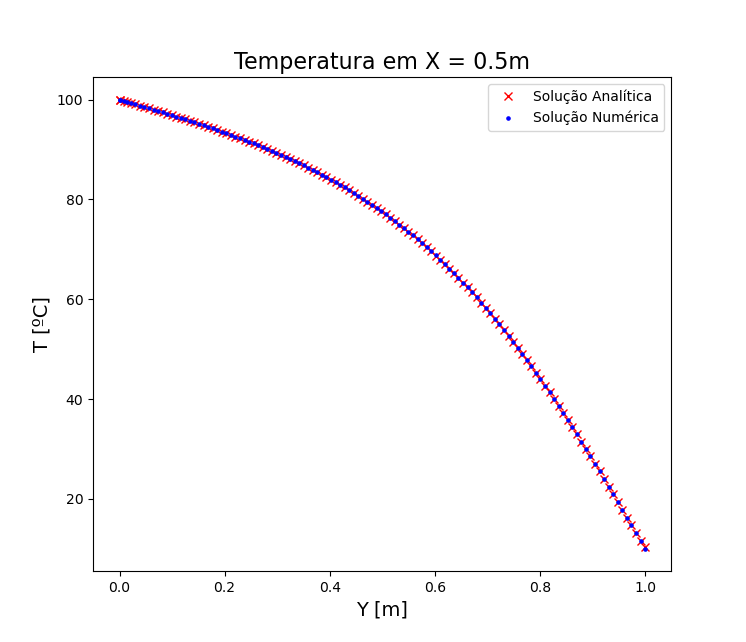 Temperatura em X = 0.5m
Solução Analítica
Solução Numérica
100
80
60
40
20
T [ºC]
0.0 0.2 0.4 0.6 0.8 1.0
Y [m]